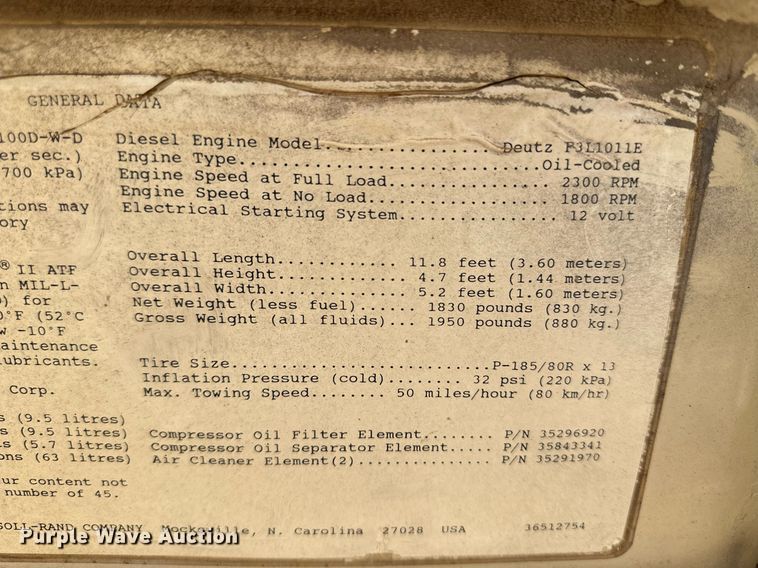 GENERAL DATA
100D-W-D Diesel Engine Model................Deutz F3L1011E
er sec.) Engine Type...........................Oil-Cooled
700 kPa) Engine Speed at Full Load............... 2300 RPM
Engine Speed at No Load................. 1800 RPM
tions may Electrical Starting System............... 12 volt
ory
Overall Length............ 11.8 feet (3.60 meters)
® II ATF Overall Height............. 4.7 feet (1.44 meters)
n MIL-L- Overall Width.............. 5.2 feet (1.60 meters)
) for Net Weight (less fuel)..... 1830 pounds (830 kg.)
0°F (52°C Gross Weight (all fluids)... 1950 pounds (880 kg.)
w -10°F
aintenance
ubricants. Tire Size..........................P-185/80R x 13
Inflation Pressure (cold)........ 32 psi (220 kPa)
Corp. Max. Towing Speed........ 50 miles/hour (80 km/hr)
s (9.5 litres)
s (9.5 litres) Compressor Oil Filter Element........ P/N 35296920
s (5.7 litres) Compressor Oil Separator Element..... P/N 35843341
ons (63 litres) Air Cleaner Element(2)............... P/N 35291970
ur content not
number of 45.
SOLL-RAND COMPANY Mocksville, N. Carolina 27028 USA 36512754
Purple Wave Auction